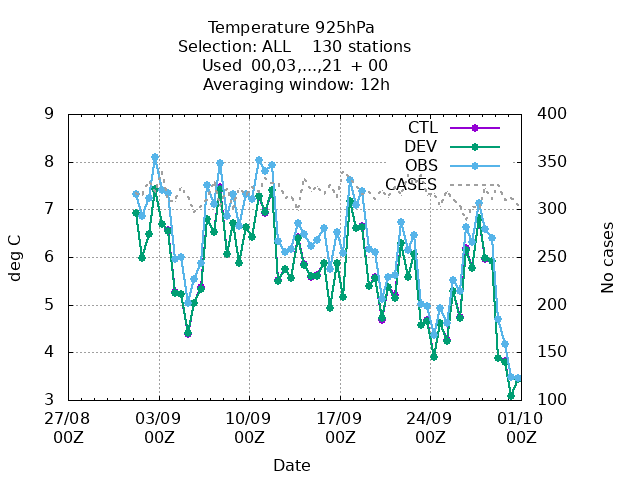 Temperature 925hPa
Selection: ALL    130 stations
Used  00,03,...,21  + 00
Averaging window: 12h
9
8
7
6
5
4
3
400
350
300
250
200
150
100
CTL
DEV
OBS
CASES
deg C
No cases
27/08 03/09 10/09 17/09 24/09 01/10
00Z 00Z 00Z 00Z 00Z 00Z
Date